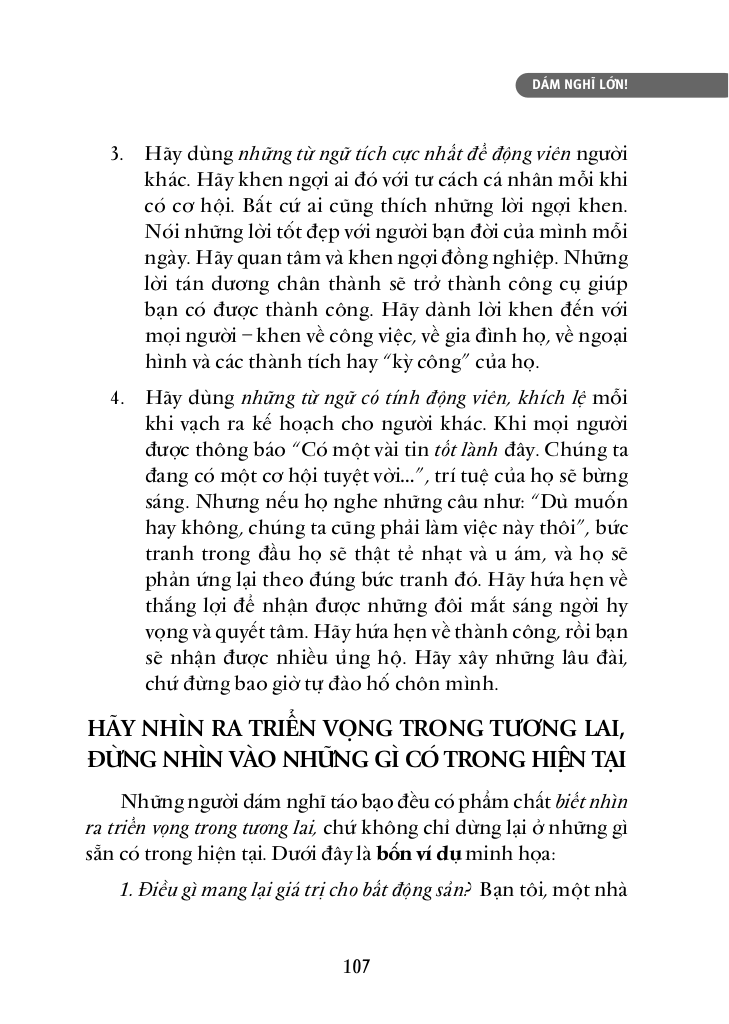 DÁM NGHĨ LỚN!
3. Hãy dùng những từ ngữ tích cực nhất để động viên người
khác. Hãy khen ngợi ai đó với tư cách cá nhân mỗi khi
có cơ hội. Bất cứ ai cũng thích những lời ngợi khen.
Nói những lời tốt đẹp với người bạn đời của mình mỗi
ngày. Hãy quan tâm và khen ngợi đồng nghiệp. Những
lời tán dương chân thành sẽ trở thành công cụ giúp
bạn có được thành công. Hãy dành lời khen đến với
mọi người – khen về công việc, về gia đình họ, về ngoại
hình và các thành tích hay “kỳ công” của họ.
4. Hãy dùng những từ ngữ có tính động viên, khích lệ mỗi
khi vạch ra kế hoạch cho người khác. Khi mọi người
được thông báo “Có một vài tin tốt lành đây. Chúng ta
đang có một cơ hội tuyệt vời...”, trí tuệ của họ sẽ bừng
sáng. Nhưng nếu họ nghe những câu như: “Dù muốn
hay không, chúng ta cũng phải làm việc này thôi”, bức
tranh trong đầu họ sẽ thật tẻ nhạt và u ám, và họ sẽ
phản ứng lại theo đúng bức tranh đó. Hãy hứa hẹn về
thắng lợi để nhận được những đôi mắt sáng ngời hy
vọng và quyết tâm. Hãy hứa hẹn về thành công, rồi bạn
sẽ nhận được nhiều ủng hộ. Hãy xây những lâu đài,
chứ đừng bao giờ tự đào hố chôn mình.
HÃY NHÌN RA TRIỂN VỌNG TRONG TƯƠNG LAI,
ĐỪNG NHÌN VÀO NHỮNG GÌ CÓ TRONG HIỆN TẠI
Những người dám nghĩ táo bạo đều có phẩm chất biết nhìn
ra triển vọng trong tương lai, chứ không chỉ dừng lại ở những gì
sẵn có trong hiện tại. Dưới đây là bốn ví dụ minh họa:
1. Điều gì mang lại giá trị cho bất động sản? Bạn tôi, một nhà
107